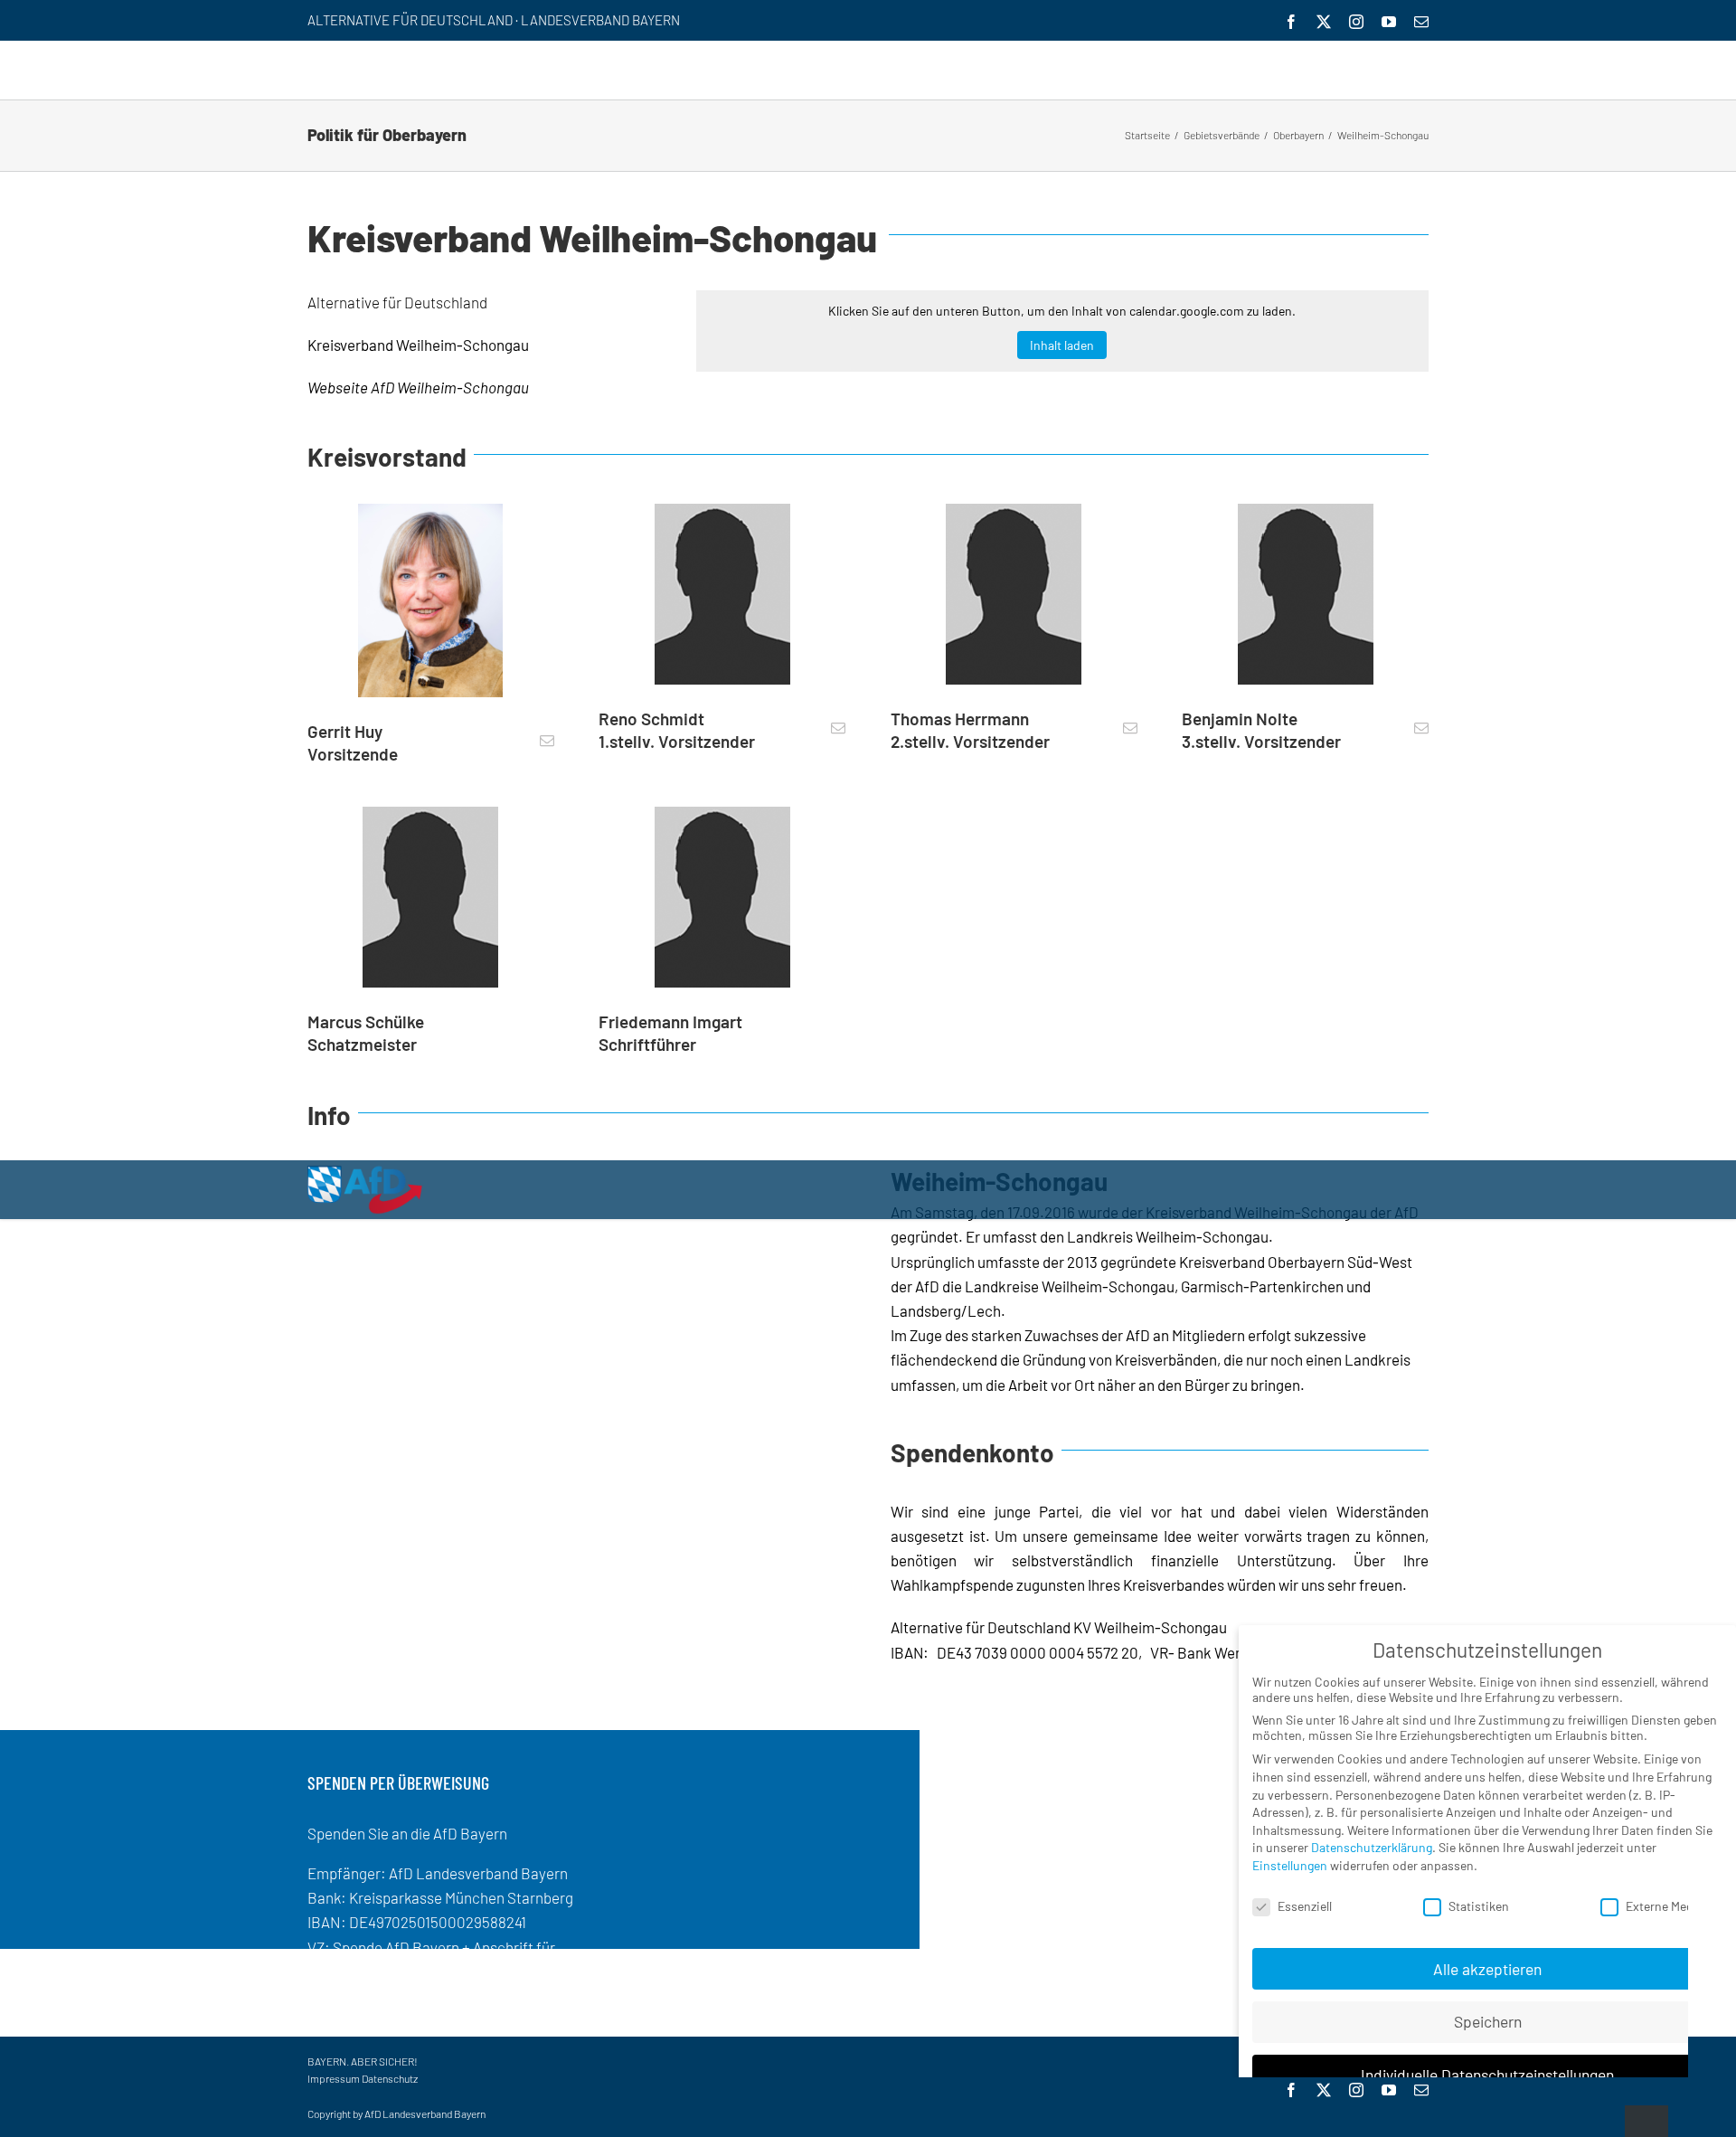 ALTERNATIVE FÜR DEUTSCHLAND · LANDESVERBAND BAYERN
Politik für Oberbayern
Startseite / Gebietsverbände / Oberbayern / Weilheim-Schongau
Kreisverband Weilheim-Schongau
Alternative für Deutschland
Kreisverband Weilheim-Schongau
Webseite AfD Weilheim-Schongau
Klicken Sie auf den unteren Button, um den Inhalt von calendar.google.com zu laden.
Inhalt laden
Kreisvorstand
Gerrit Huy
Vorsitzende
Reno Schmidt
1.stellv. Vorsitzender
Thomas Herrmann
2.stellv. Vorsitzender
Benjamin Nolte
3.stellv. Vorsitzender
Marcus Schülke
Schatzmeister
Friedemann Imgart
Schriftführer
Info
AfD
Weiheim-Schongau
Am Samstag, den 17.09.2016 wurde der Kreisverband Weilheim-Schongau der AfD
gegründet. Er umfasst den Landkreis Weilheim-Schongau.
Ursprünglich umfasste der 2013 gegründete Kreisverband Oberbayern Süd-West
der AfD die Landkreise Weilheim-Schongau, Garmisch-Partenkirchen und
Landsberg/Lech.
Im Zuge des starken Zuwachses der AfD an Mitgliedern erfolgt sukzessive
flächendeckend die Gründung von Kreisverbänden, die nur noch einen Landkreis
umfassen, um die Arbeit vor Ort näher an den Bürger zu bringen.
Spendenkonto
Wir sind eine junge Partei, die viel vor hat und dabei vielen Widerständen
ausgesetzt ist. Um unsere gemeinsame Idee weiter vorwärts tragen zu können,
benötigen wir selbstverständlich finanzielle Unterstützung. Über Ihre
Wahlkampfspende zugunsten Ihres Kreisverbandes würden wir uns sehr freuen.
Alternative für Deutschland KV Weilheim-Schongau
IBAN: DE43 7039 0000 0004 5572 20, VR- Bank
Datenschutzeinstellungen
Wir nutzen Cookies auf unserer Website. Einige von ihnen sind essenziell, während
andere uns helfen, diese Website und Ihre Erfahrung zu verbessern.
Wenn Sie unter 16 Jahre alt sind und Ihre Zustimmung zu freiwilligen Diensten geben
möchten, müssen Sie Ihre Erziehungsberechtigten um Erlaubnis bitten.
Wir verwenden Cookies und andere Technologien auf unserer Website. Einige von
ihnen sind essenziell, während andere uns helfen, diese Website und Ihre Erfahrung
zu verbessern. Personenbezogene Daten können verarbeitet werden (z. B. IP-
Adressen), z. B. für personalisierte Anzeigen und Inhalte oder Anzeigen- und
Inhaltsmessung. Weitere Informationen über die Verwendung Ihrer Daten finden Sie
in unserer Datenschutzerklärung. Sie können Ihre Auswahl jederzeit unter
Einstellungen widerrufen oder anpassen.
Essenziell
Statistiken
Externe
Alle akzeptieren
Speichern
Individuelle Datenschutzeinstellungen
SPENDEN PER ÜBERWEISUNG
Spenden Sie an die AfD Bayern
Empfänger: AfD Landesverband Bayern
Bank: Kreisparkasse München Starnberg
IBAN: DE49702501500029588241
VZ: Spende AfD Bayern + Anschrift für
BAYERN. ABER SICHER!
Impressum Datenschutz
Copyright by AfD Landesverband Bayern